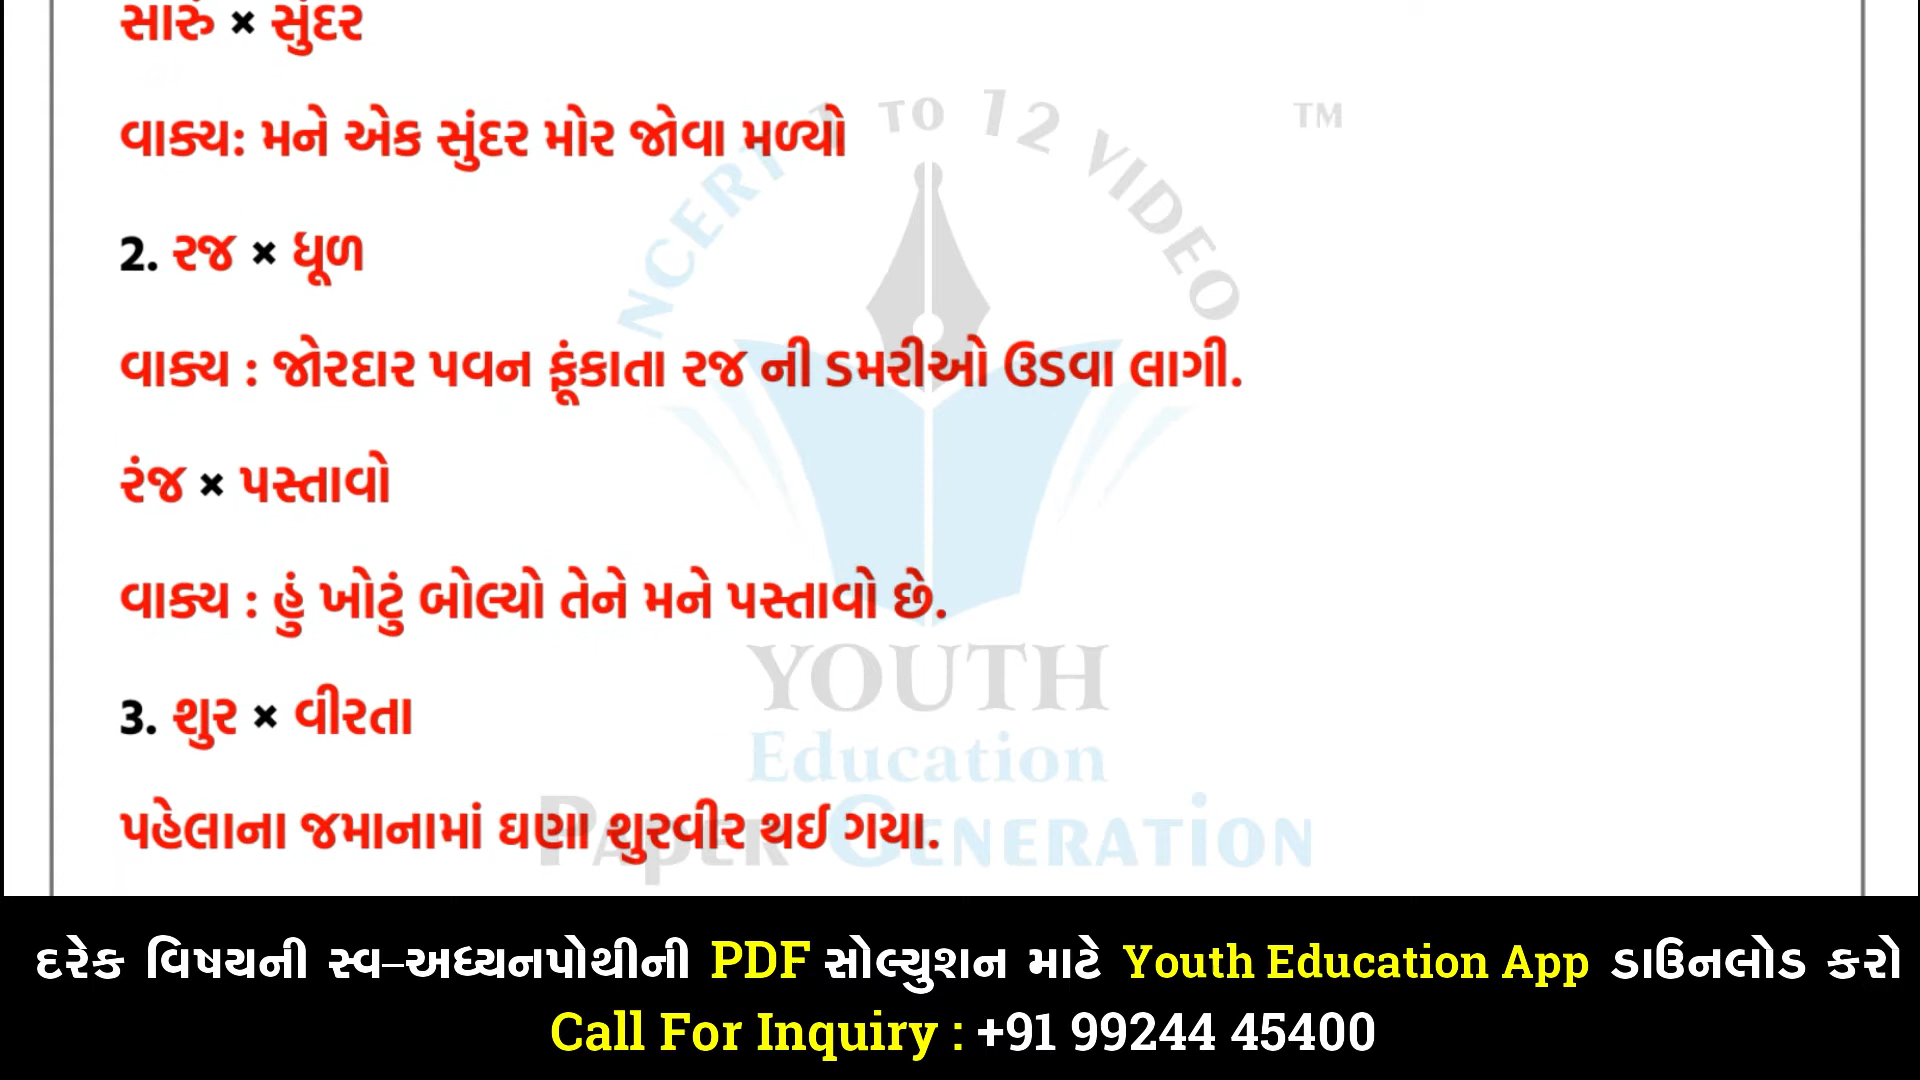 સારું × સુંદર
TM
NCERT 1 TO 12 VIDEO
વાક્ય: મને એક સુંદર મોર જોવા મળ્યો
2. રજ × ધૂળ
વાક્ય : જોરદાર પવન ફૂંકાતા રજ ની ડમરીઓ ઉડવા લાગી.
રંજ × પસ્તાવો
વાક્ય : હું ખોટું બોલ્યો તેને મને પસ્તાવો છે.
YOUTH
3. શુર × વીરતા
Education
PAPER GENERATION
પહેલાના જમાનામાં ઘણા શુરવીર થઈ ગયા.
દરેક વિષયની સ્વ–અધ્યનપોથીની PDF સોલ્યુશન માટે Youth Education App ડાઉનલોડ કરો
Call For Inquiry : +91 99244 45400